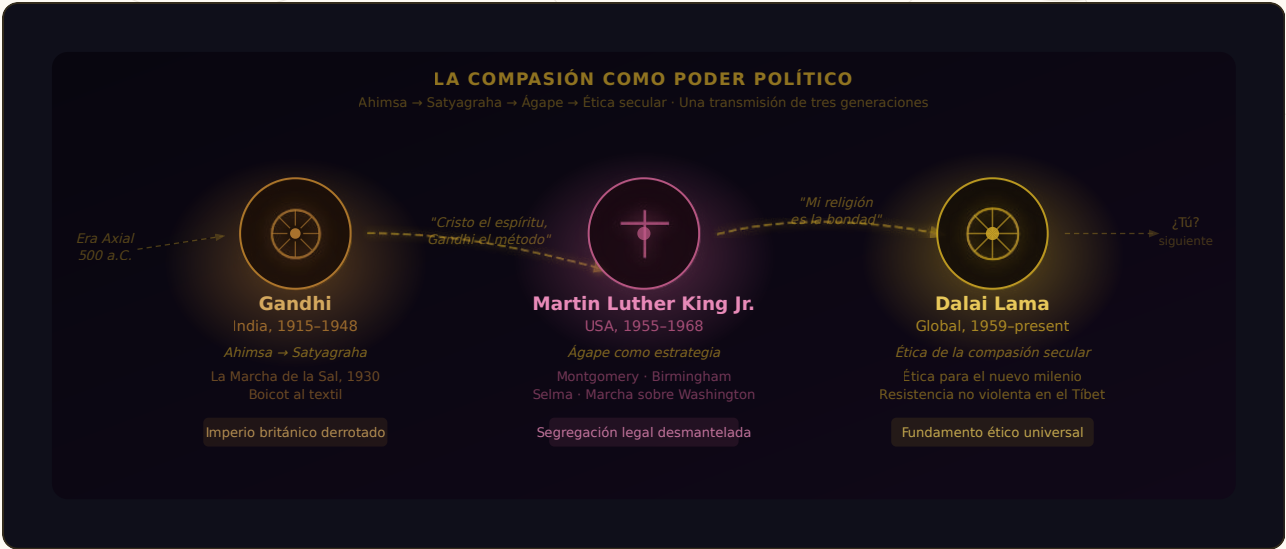 LA COMPASIÓN COMO PODER POLÍTICO
Ahimsa → Satyagraha → Ágape → Ética secular · Una transmisión de tres generaciones
Era Axial
500 a.C.
"Cristo el espíritu,
Gandhi el método"
"Mi religión
es la bondad"
¿Tú?
siguiente
Gandhi
India, 1915–1948
Ahimsa → Satyagraha
La Marcha de la Sal, 1930
Boicot al textil
Imperio británico derrotado
Martin Luther King Jr.
USA, 1955–1968
Ágape como estrategia
Montgomery · Birmingham
Selma · Marcha sobre Washington
Segregación legal desmantelada
Dalai Lama
Global, 1959–present
Ética de la compasión secular
Ética para el nuevo milenio
Resistencia no violenta en el Tíbet
Fundamento ético universal